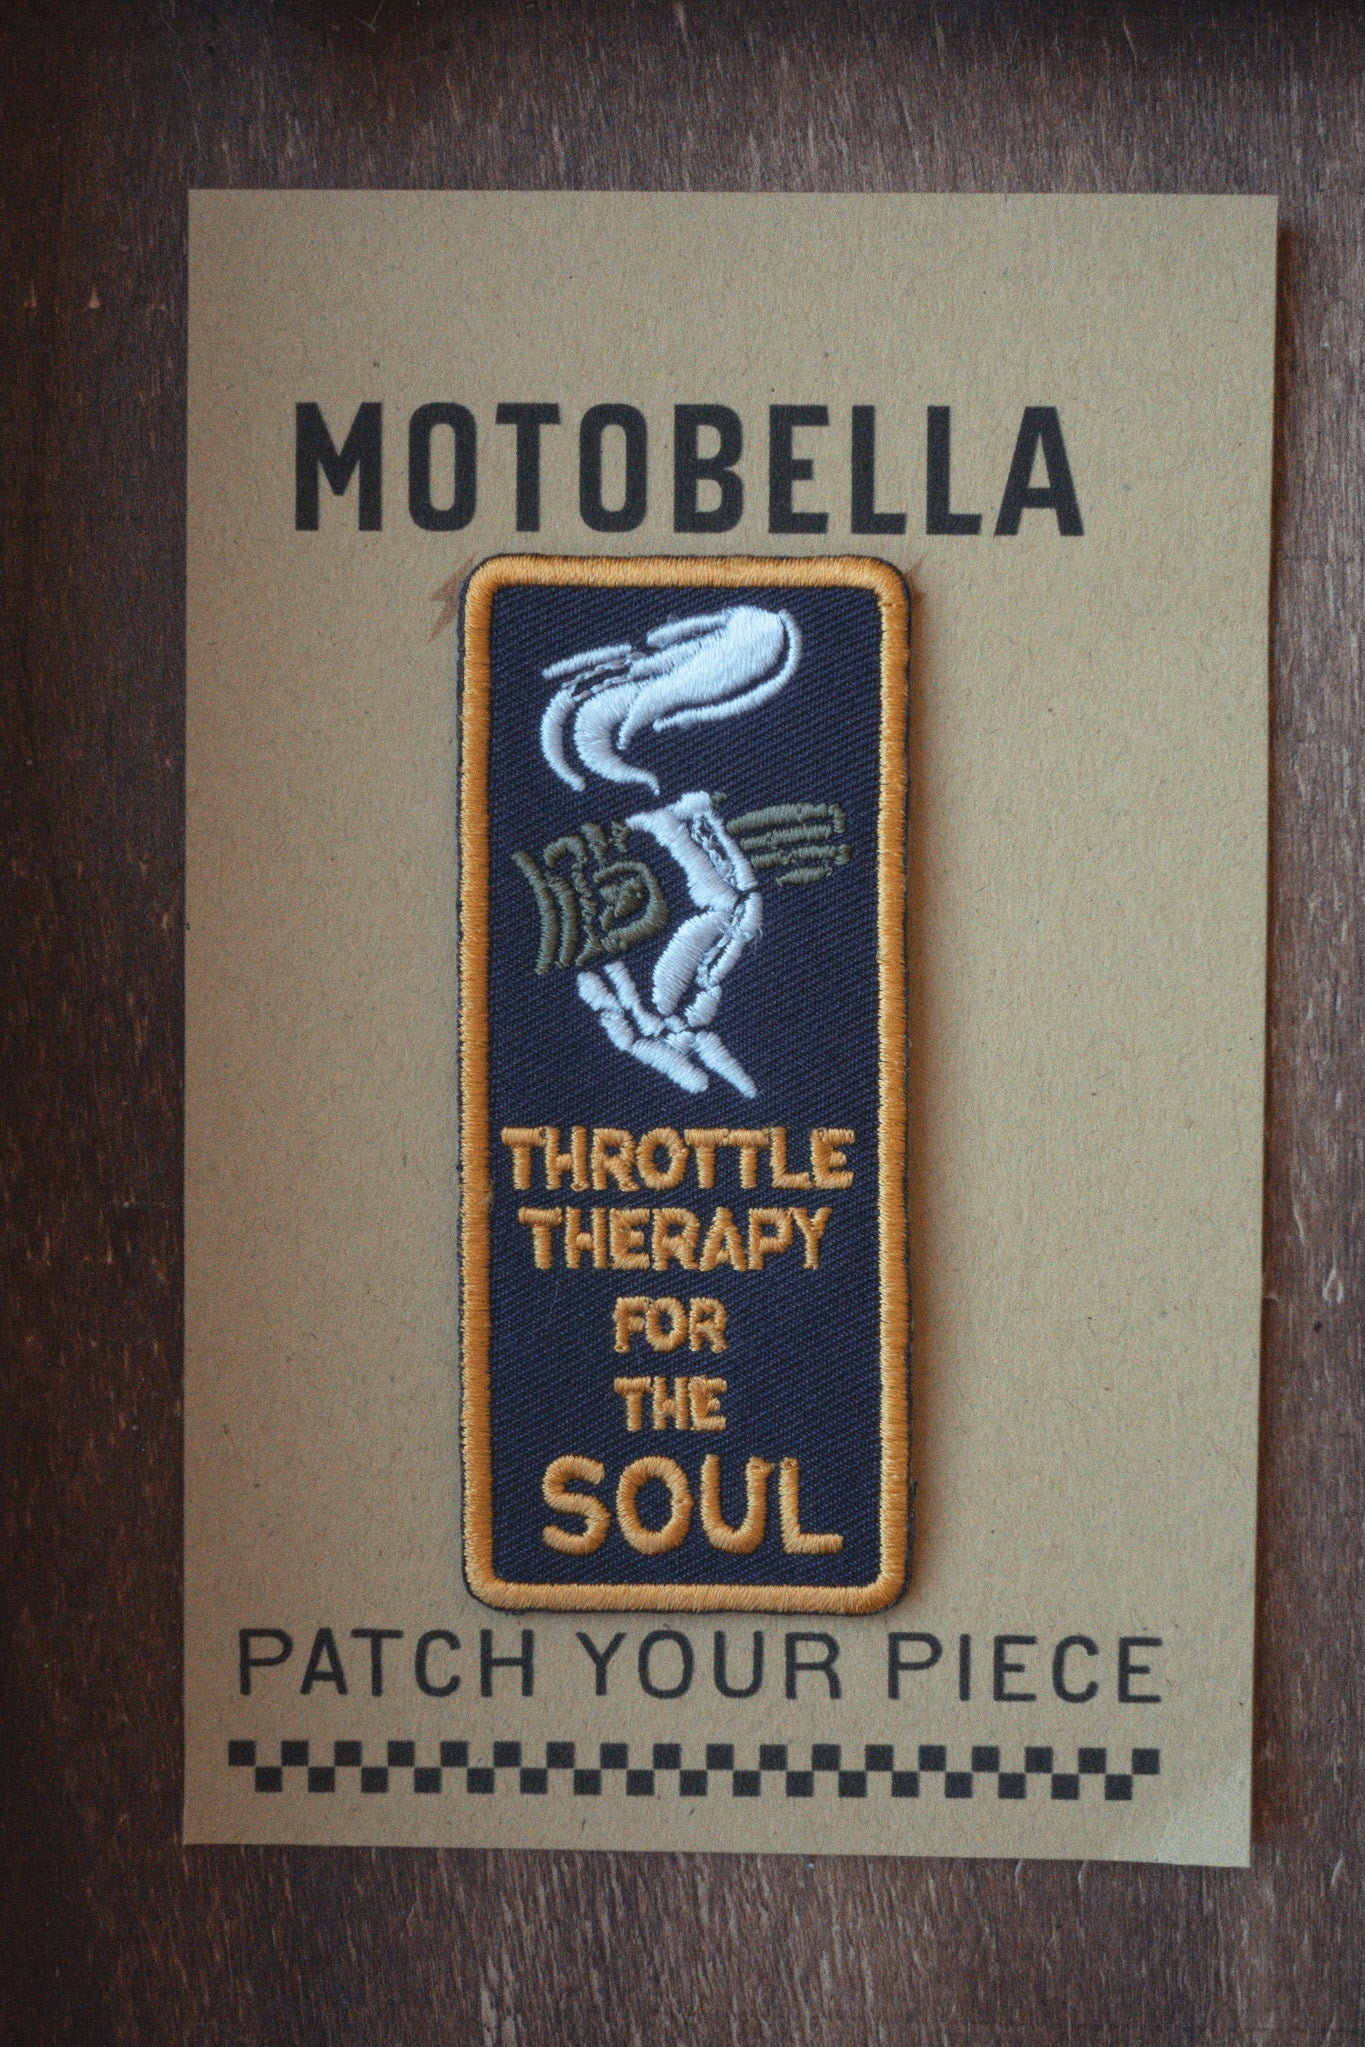 MOTOBELLA
THROTTLE
THERAPY
FOR
THE
SOUL
PATCH YOUR PIECE